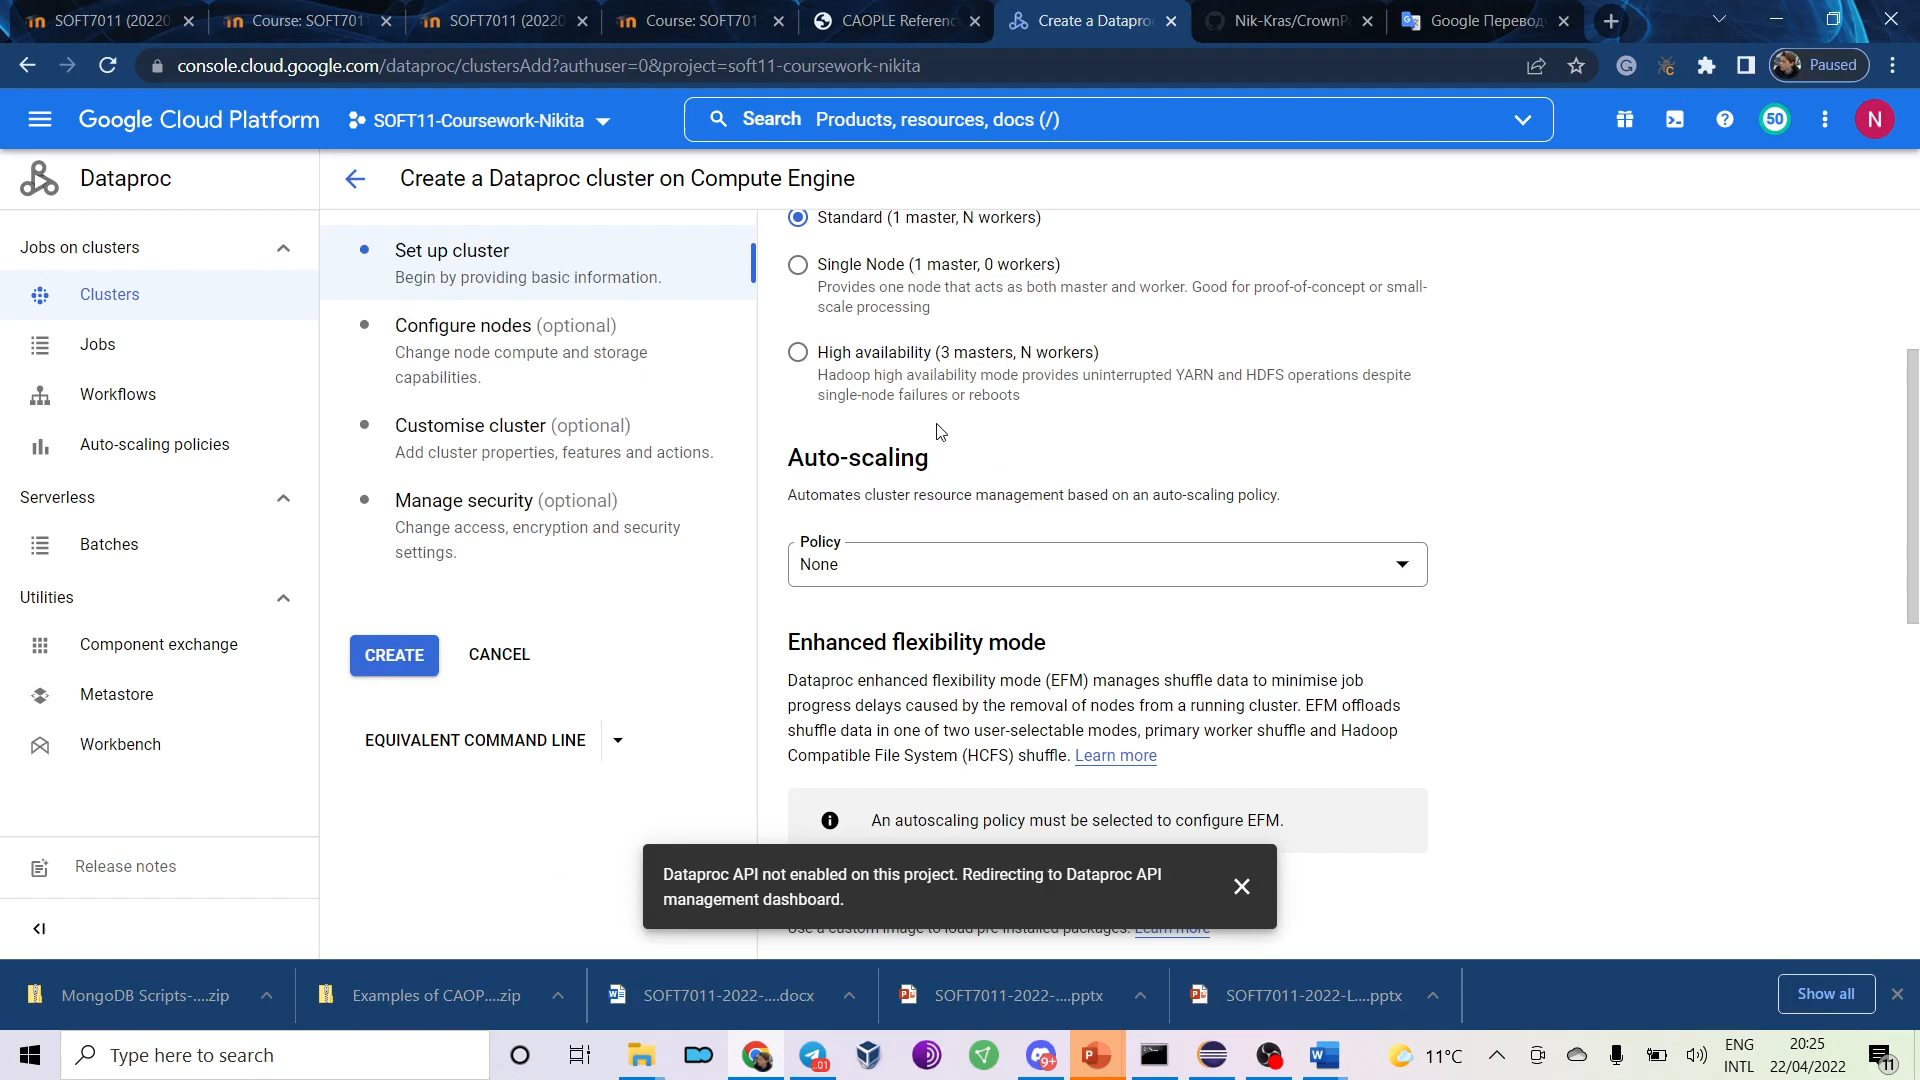 SOFT7011 (20220
Course: SOFT701
SOFT7011 (20220
Course: SOFT701
CAOPLE Referenc
Create a Datapro
Nik-Kras/CrownP
Google Перевод
console.cloud.google.com/dataproc/clustersAdd?authuser=0&project=soft11-coursework-nikita
Paused
Google Cloud Platform
SOFT11-Coursework-Nikita
Search Products, resources, docs (/)
50
N
Dataproc
Create a Dataproc cluster on Compute Engine
Jobs on clusters
Clusters
Jobs
Workflows
Auto-scaling policies
Serverless
Batches
Utilities
Component exchange
Metastore
Workbench
Release notes
Set up cluster
Begin by providing basic information.
Configure nodes (optional)
Change node compute and storage
capabilities.
Customise cluster (optional)
Add cluster properties, features and actions.
Manage security (optional)
Change access, encryption and security
settings.
CREATE
CANCEL
EQUIVALENT COMMAND LINE
Standard (1 master, N workers)
Single Node (1 master, 0 workers)
Provides one node that acts as both master and worker. Good for proof-of-concept or small-
scale processing
High availability (3 masters, N workers)
Hadoop high availability mode provides uninterrupted YARN and HDFS operations despite
single-node failures or reboots
Auto-scaling
Automates cluster resource management based on an auto-scaling policy.
Policy
None
Enhanced flexibility mode
Dataproc enhanced flexibility mode (EFM) manages shuffle data to minimise job
progress delays caused by the removal of nodes from a running cluster. EFM offloads
shuffle data in one of two user-selectable modes, primary worker shuffle and Hadoop
Compatible File System (HCFS) shuffle. Learn more
An autoscaling policy must be selected to configure EFM.
Dataproc API not enabled on this project. Redirecting to Dataproc API
management dashboard.
Use a custom image to load pre-installed packages. Learn more
MongoDB Scripts-....zip
Examples of CAOP....zip
SOFT7011-2022-....docx
SOFT7011-2022-....pptx
SOFT7011-2022-L....pptx
Show all
Type here to search
..01
9+
11°C
ENG
INTL
20:25
22/04/2022
11